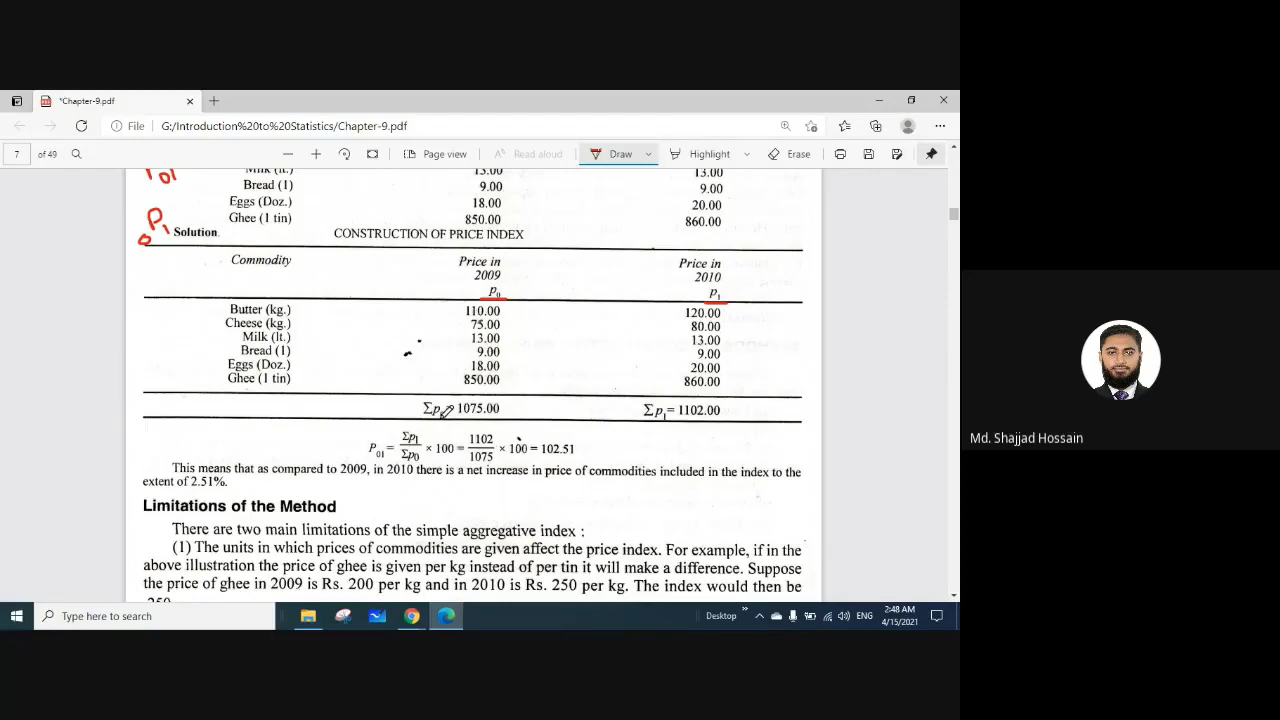 *Chapter-9.pdf
File G:/Introduction%20to%20Statistics/Chapter-9.pdf
7 of 49 Page view Read aloud Draw Highlight Erase
13.00 13.00
Bread (1) 9.00 9.00
Eggs (Doz.) 18.00 20.00
Ghee (1 tin) 850.00 860.00
P01
0P1
Solution. CONSTRUCTION OF PRICE INDEX
Commodity Price in 2009 p0 Price in 2010 p1
Butter (kg.) 110.00 120.00
Cheese (kg.) 75.00 80.00
Milk (lt.) 13.00 13.00
Bread (1) 9.00 9.00
Eggs (Doz.) 18.00 20.00
Ghee (1 tin) 850.00 860.00
Σp 1075.00 Σp1= 1102.00
P01 = Σp1/Σp0 × 100 = 1102/1075 × 100 = 102.51
This means that as compared to 2009, in 2010 there is a net increase in price of commodities included in the index to the
extent of 2.51%.
Limitations of the Method
There are two main limitations of the simple aggregative index :
(1) The units in which prices of commodities are given affect the price index. For example, if in the
above illustration the price of ghee is given per kg instead of per tin it will make a difference. Suppose
the price of ghee in 2009 is Rs. 200 per kg and in 2010 is Rs. 250 per kg. The index would then be
Type here to search Desktop ENG 2:48 AM
4/15/2021
Md. Shajjad Hossain